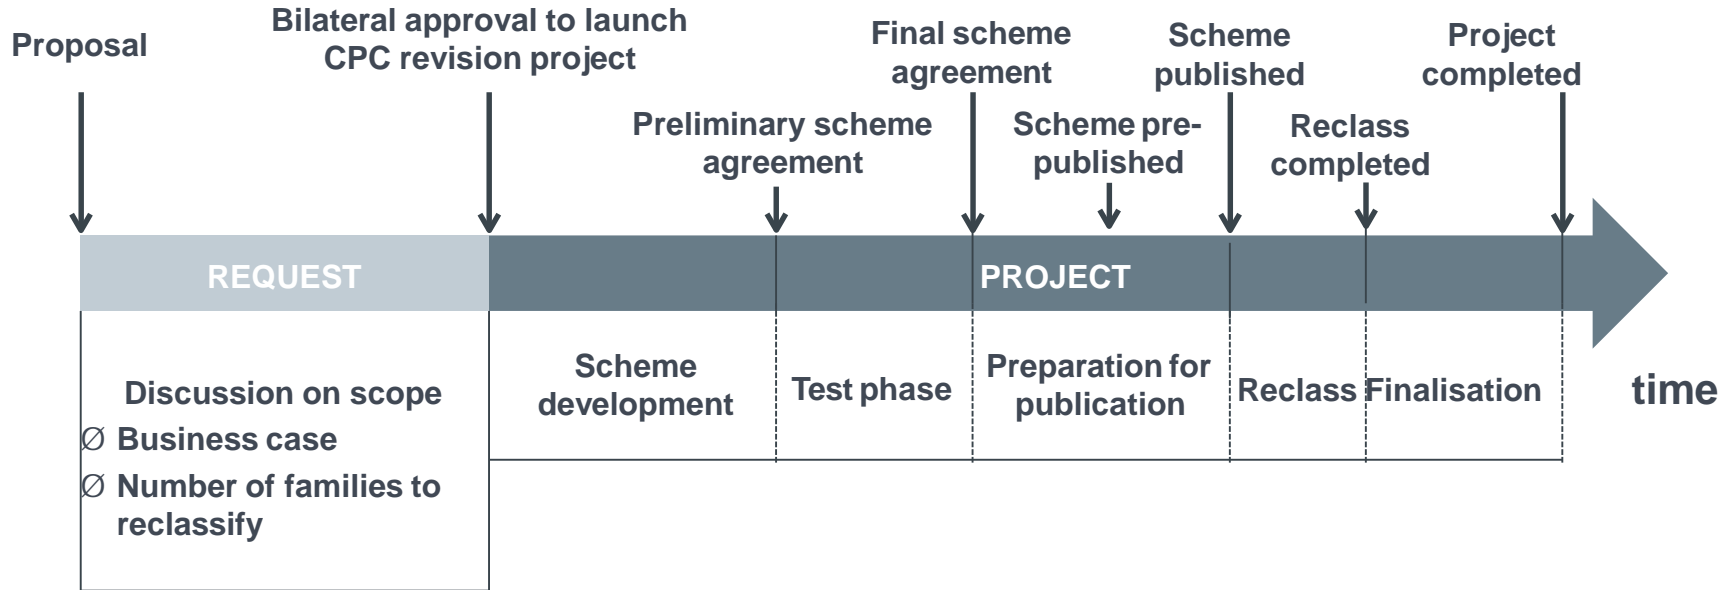 Proposal
Bilateral approval to launch
CPC revision project
Preliminary scheme
agreement
Final scheme
agreement
Scheme pre-
published
Scheme
published
Reclass
completed
Project
completed
REQUEST
PROJECT
Discussion on scope
Ø Business case
Ø Number of families to
reclassify
Scheme
development
Test phase
Preparation for
publication
Reclass
Finalisation
time